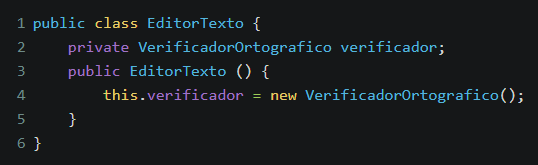 1 public class EditorTexto {
2     private VerificadorOrtografico verificador;
3     public EditorTexto () {
4         this.verificador = new VerificadorOrtografico();
5     }
6 }